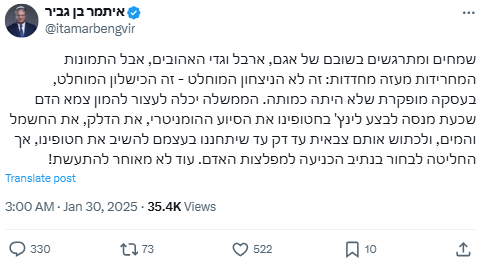 איתמר בן גביר
@itamarbengvir
שמחים ומתרגשים בשובם של אגם, ארבל וגדי האהובים, אבל התמונות
המחרידות מעזה מחדדות: זה לא הניצחון המוחלט - זה הכישלון המוחלט,
בעסקה מופקרת שלא היתה כמותה. הממשלה יכלה לעצור להמון צמא הדם
שכעת מנסה לבצע לינץ' בחטופינו את הסיוע ההומניטרי, את הדלק, את החשמל
והמים, ולכתוש אותם צבאית עד דק עד שיתחננו בעצמם להשיב את חטופינו, אך
החליטה לבחור בנתיב הכניעה למפלצות האדם. עוד לא מאוחר להתעשת!
Translate post
3:00 AM · Jan 30, 2025 · 35.4K Views
330 73 522 10